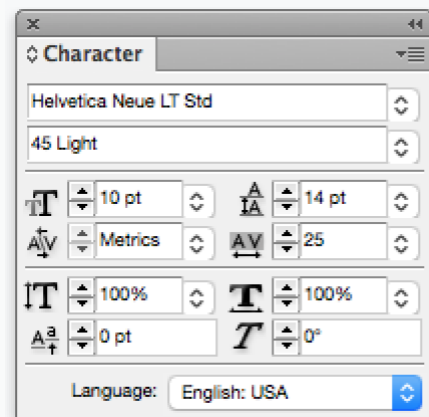 Character
Helvetica Neue LT Std
45 Light
10 pt 14 pt
Metrics 25
100% 100%
0 pt 0°
Language: English: USA